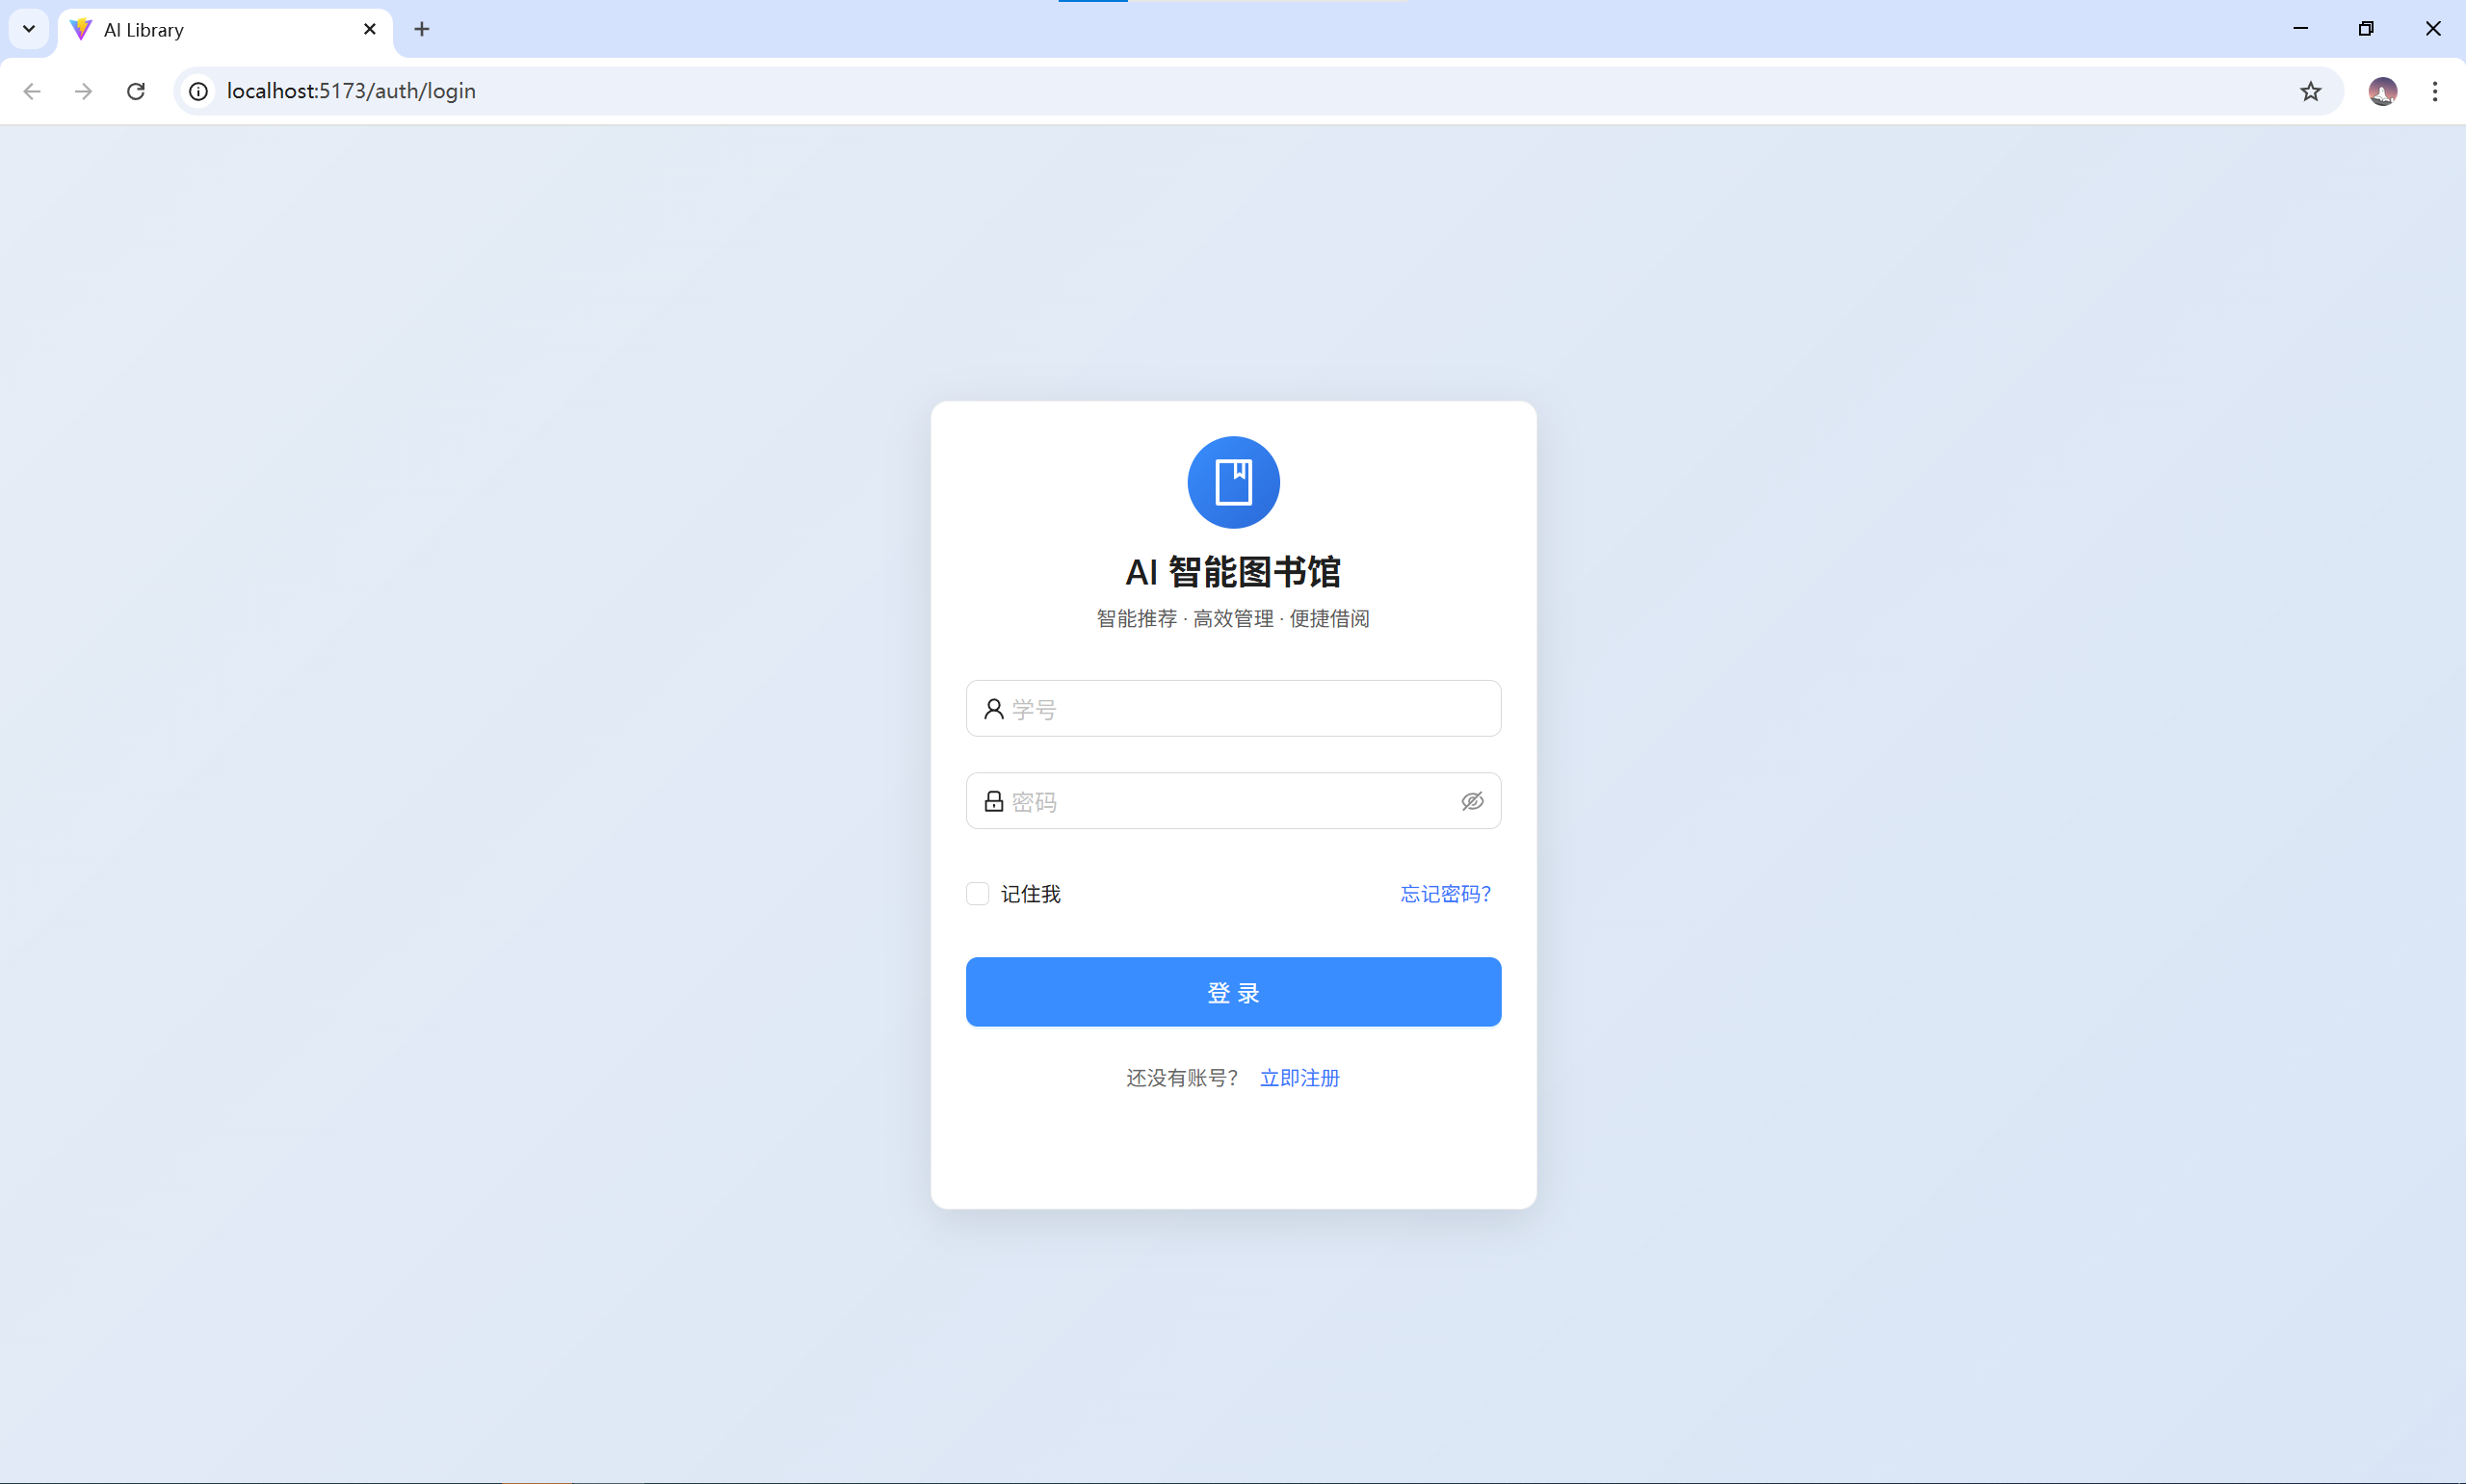 AI Library
localhost:5173/auth/login
AI 智能图书馆
智能推荐 · 高效管理 · 便捷借阅
学号
密码
记住我 忘记密码?
登 录
还没有账号? 立即注册